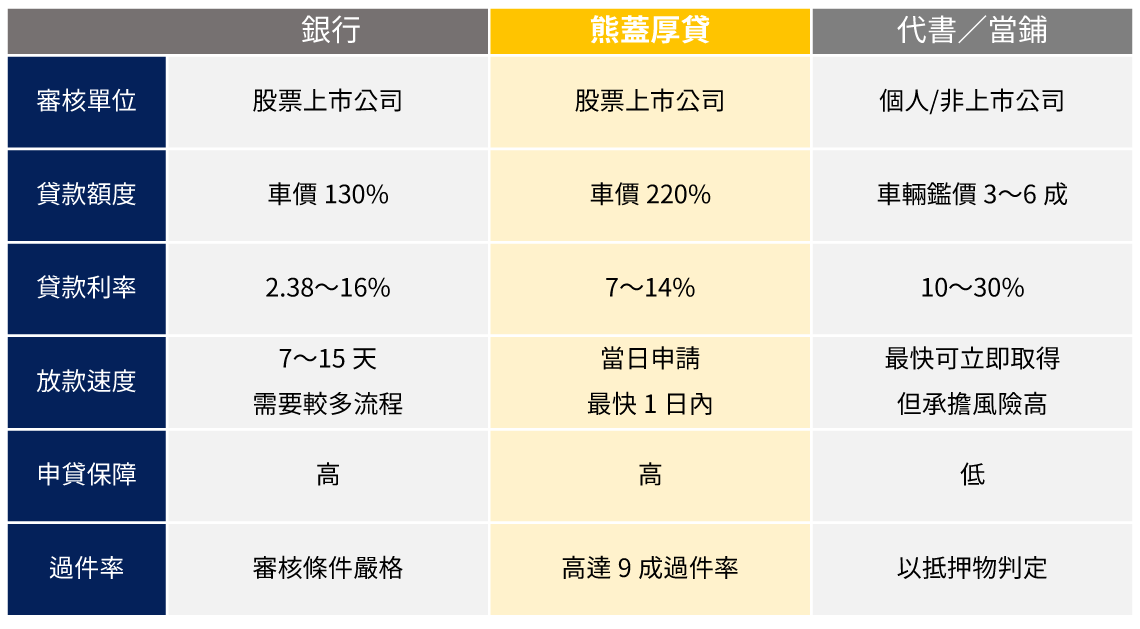 銀行
熊蓋厚貸
代書／當鋪
審核單位
股票上市公司
股票上市公司
個人/非上市公司
貸款額度
車價 130%
車價 220%
車輛鑑價 3～6 成
貸款利率
2.38～16%
7～14%
10～30%
放款速度
7～15 天
需要較多流程
當日申請
最快 1 日內
最快可立即取得
但承擔風險高
申貸保障
高
高
低
過件率
審核條件嚴格
高達 9 成過件率
以抵押物判定